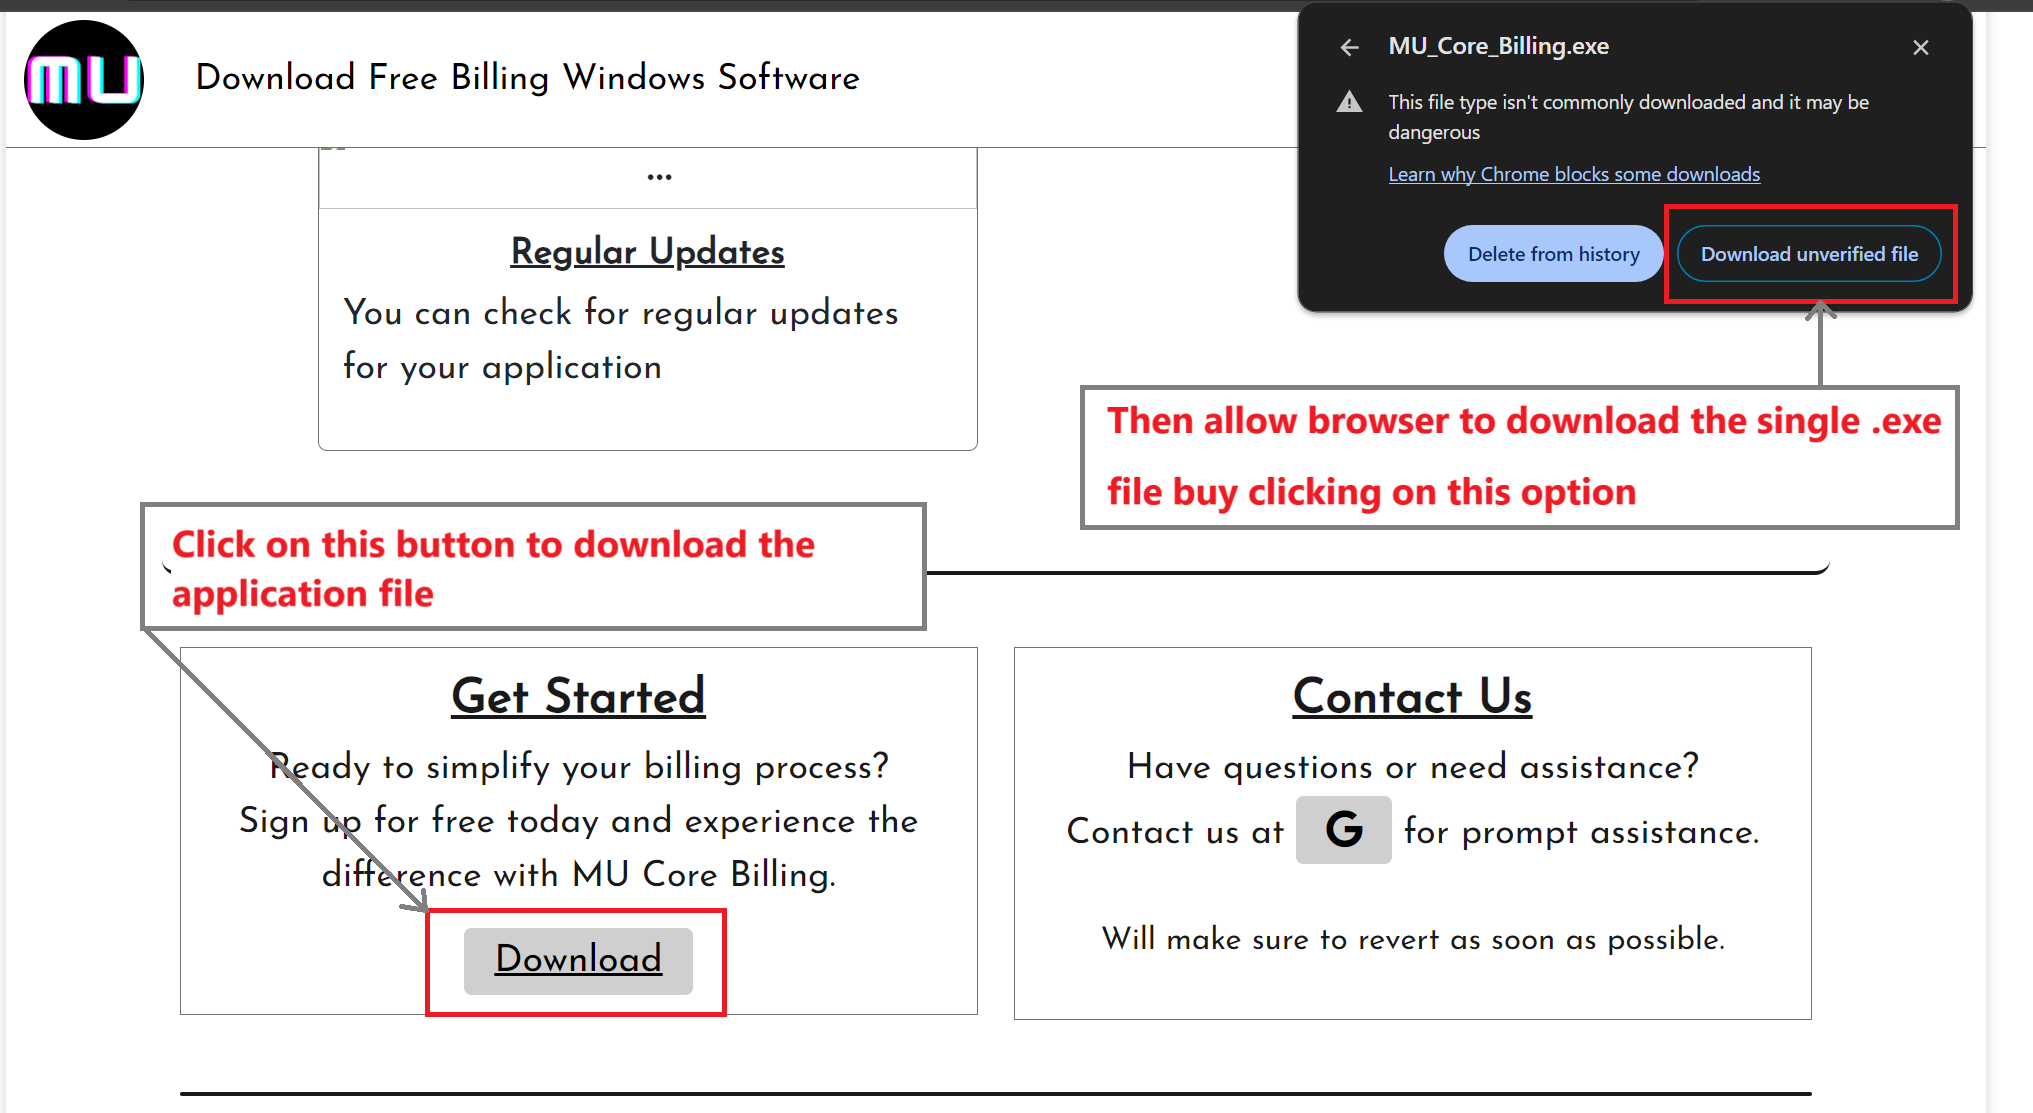 MU
Download Free Billing Windows Software
MU_Core_Billing.exe
This file type isn't commonly downloaded and it may be
dangerous
Learn why Chrome blocks some downloads
Delete from history
Download unverified file
...
Regular Updates
You can check for regular updates
for your application
Then allow browser to download the single .exe
file buy clicking on this option
Click on this button to download the
application file
Get Started
Ready to simplify your billing process?
Sign up for free today and experience the
difference with MU Core Billing.
Download
Contact Us
Have questions or need assistance?
Contact us at G for prompt assistance.
Will make sure to revert as soon as possible.